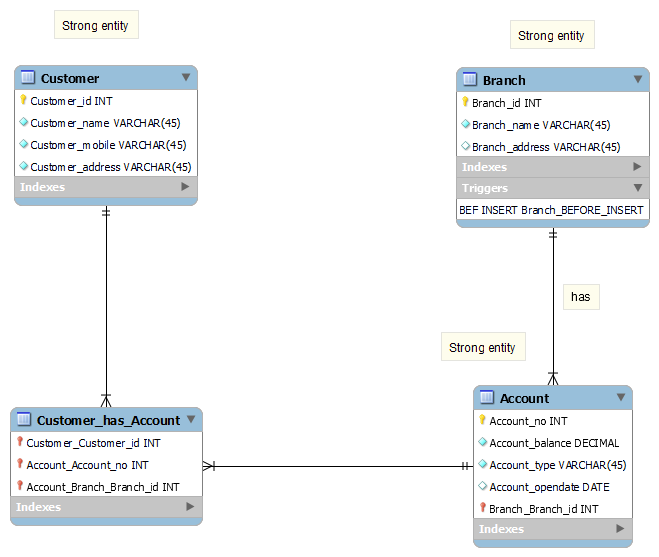 Strong entity
Customer
Customer_id INT
Customer_name VARCHAR(45)
Customer_mobile VARCHAR(45)
Customer_address VARCHAR(45)
Indexes
Strong entity
Branch
Branch_id INT
Branch_name VARCHAR(45)
Branch_address VARCHAR(45)
Indexes
Triggers
BEF INSERT Branch_BEFORE_INSERT
has
Strong entity
Customer_has_Account
Customer_Customer_id INT
Account_Account_no INT
Account_Branch_Branch_id INT
Indexes
Account
Account_no INT
Account_balance DECIMAL
Account_type VARCHAR(45)
Account_opendate DATE
Branch_Branch_id INT
Indexes